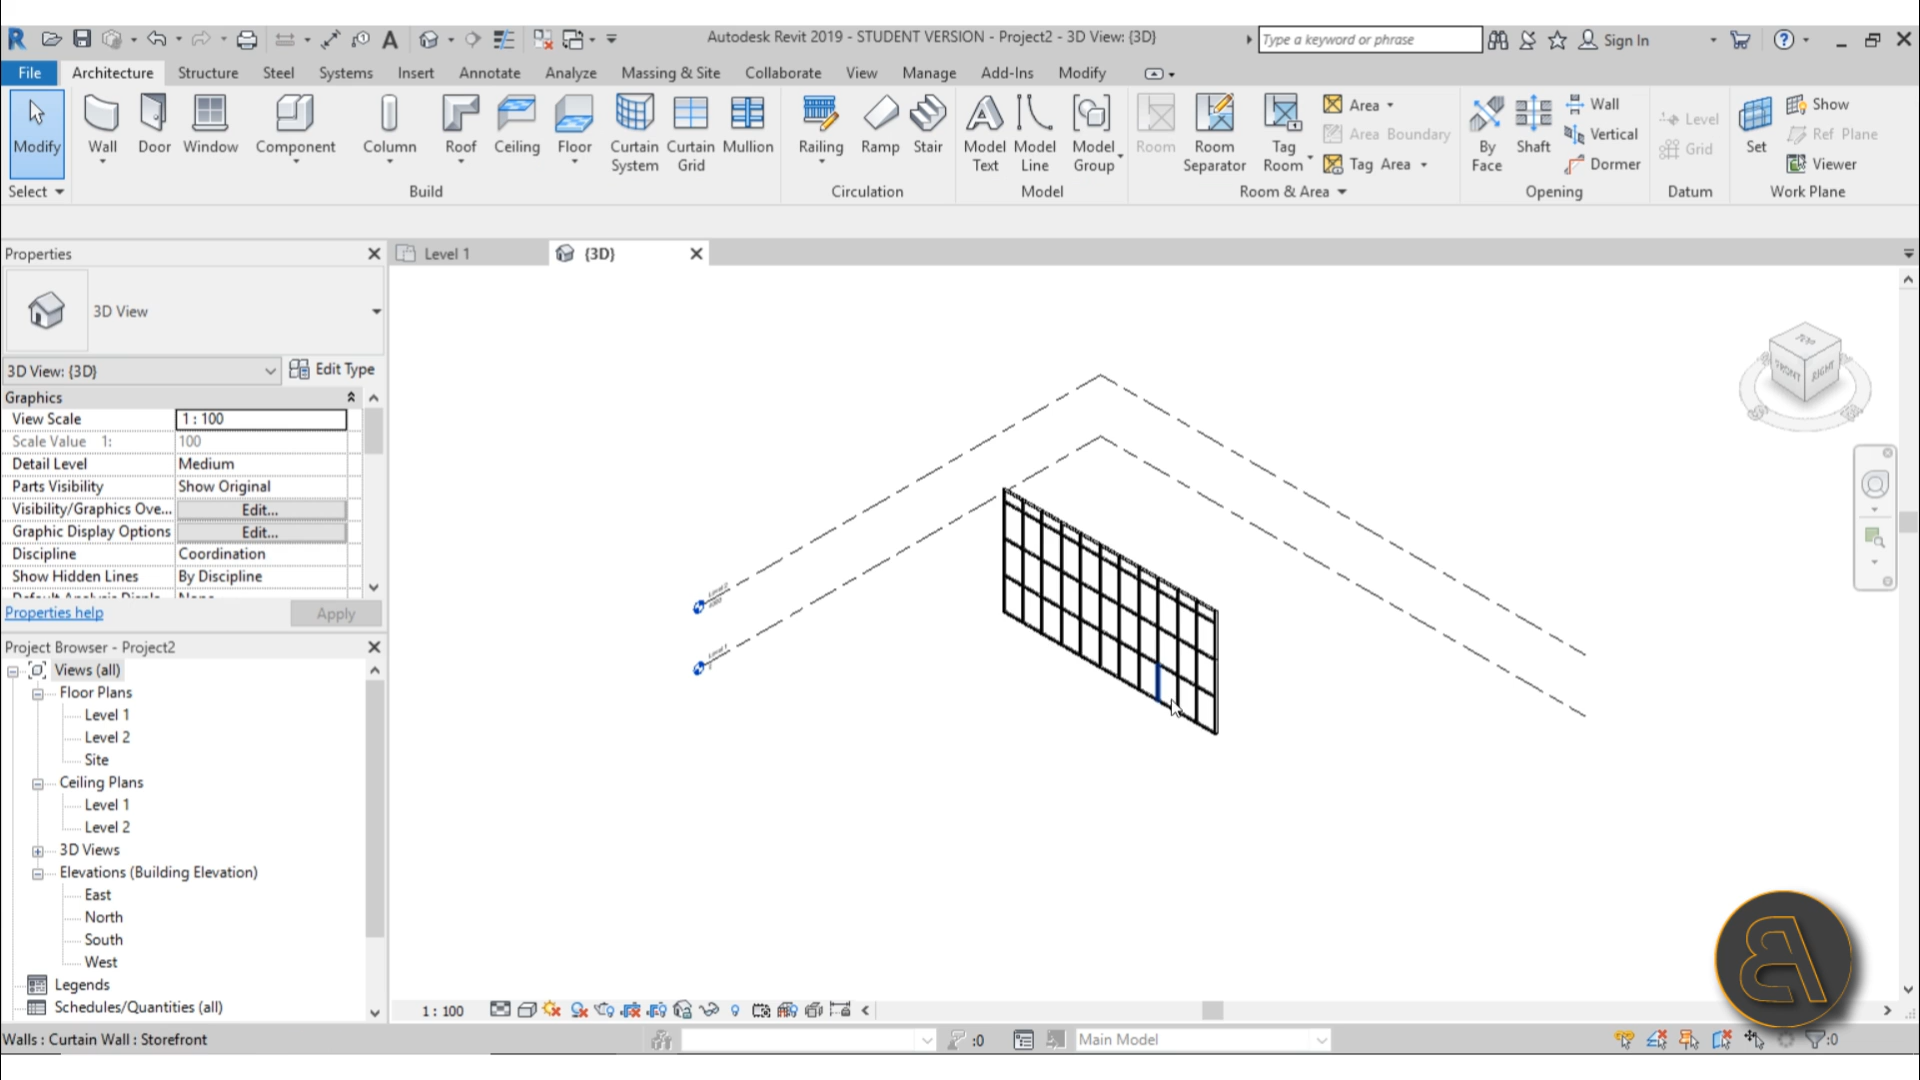 Autodesk Revit 2019 - STUDENT VERSION - Project2 - 3D View: {3D}
Type a keyword or phrase
Sign In
File Architecture Structure Steel Systems Insert Annotate Analyze Massing & Site Collaborate View Manage Add-Ins Modify
Modify Wall Door Window Component Column Roof Ceiling Floor Curtain System Curtain Grid Mullion Railing Ramp Stair Model Text Model Line Model Group Room Room Separator Tag Room
Area
Area Boundary
Tag Area
By Face Shaft
Wall
Vertical
Dormer
Level
Grid
Set
Show
Ref Plane
Viewer
Select Build Circulation Model Room & Area Opening Datum Work Plane
Properties
Level 1
{3D}
3D View
3D View: {3D}
Edit Type
Graphics
View Scale 1 : 100
Scale Value 1: 100
Detail Level Medium
Parts Visibility Show Original
Visibility/Graphics Ove... Edit...
Graphic Display Options Edit...
Discipline Coordination
Show Hidden Lines By Discipline
Properties help
Apply
Project Browser - Project2
Views (all)
Floor Plans
Level 1
Level 2
Site
Ceiling Plans
Level 1
Level 2
3D Views
Elevations (Building Elevation)
East
North
South
West
Legends
Schedules/Quantities (all)
Level 2
Level 1
TOP
FRONT
RIGHT
1 : 100
Walls : Curtain Wall : Storefront
:0
Main Model
:0